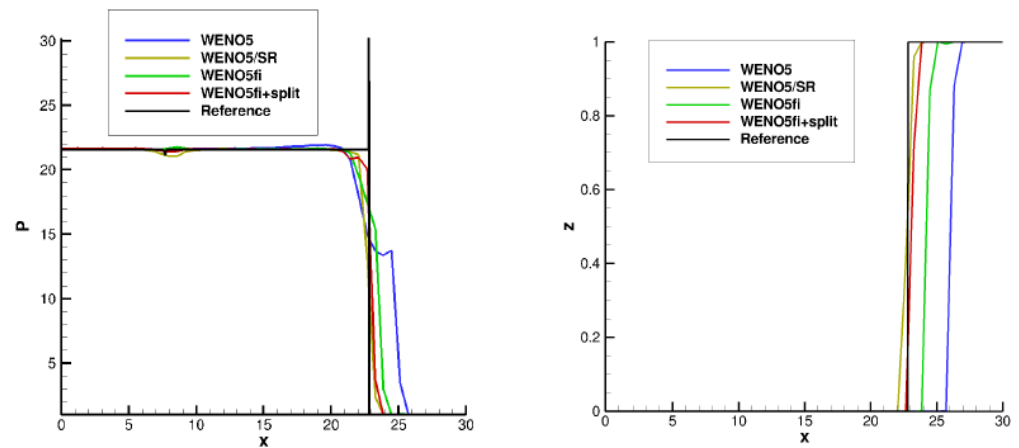 WENO5
WENO5/SR
WENO5fi
WENO5fi+split
Reference
30
25
20
15
10
5
P
0 5 10 15 20 25 30
x
WENO5
WENO5/SR
WENO5fi
WENO5fi+split
Reference
1
0.8
0.6
0.4
0.2
0
z
0 5 10 15 20 25 30
x